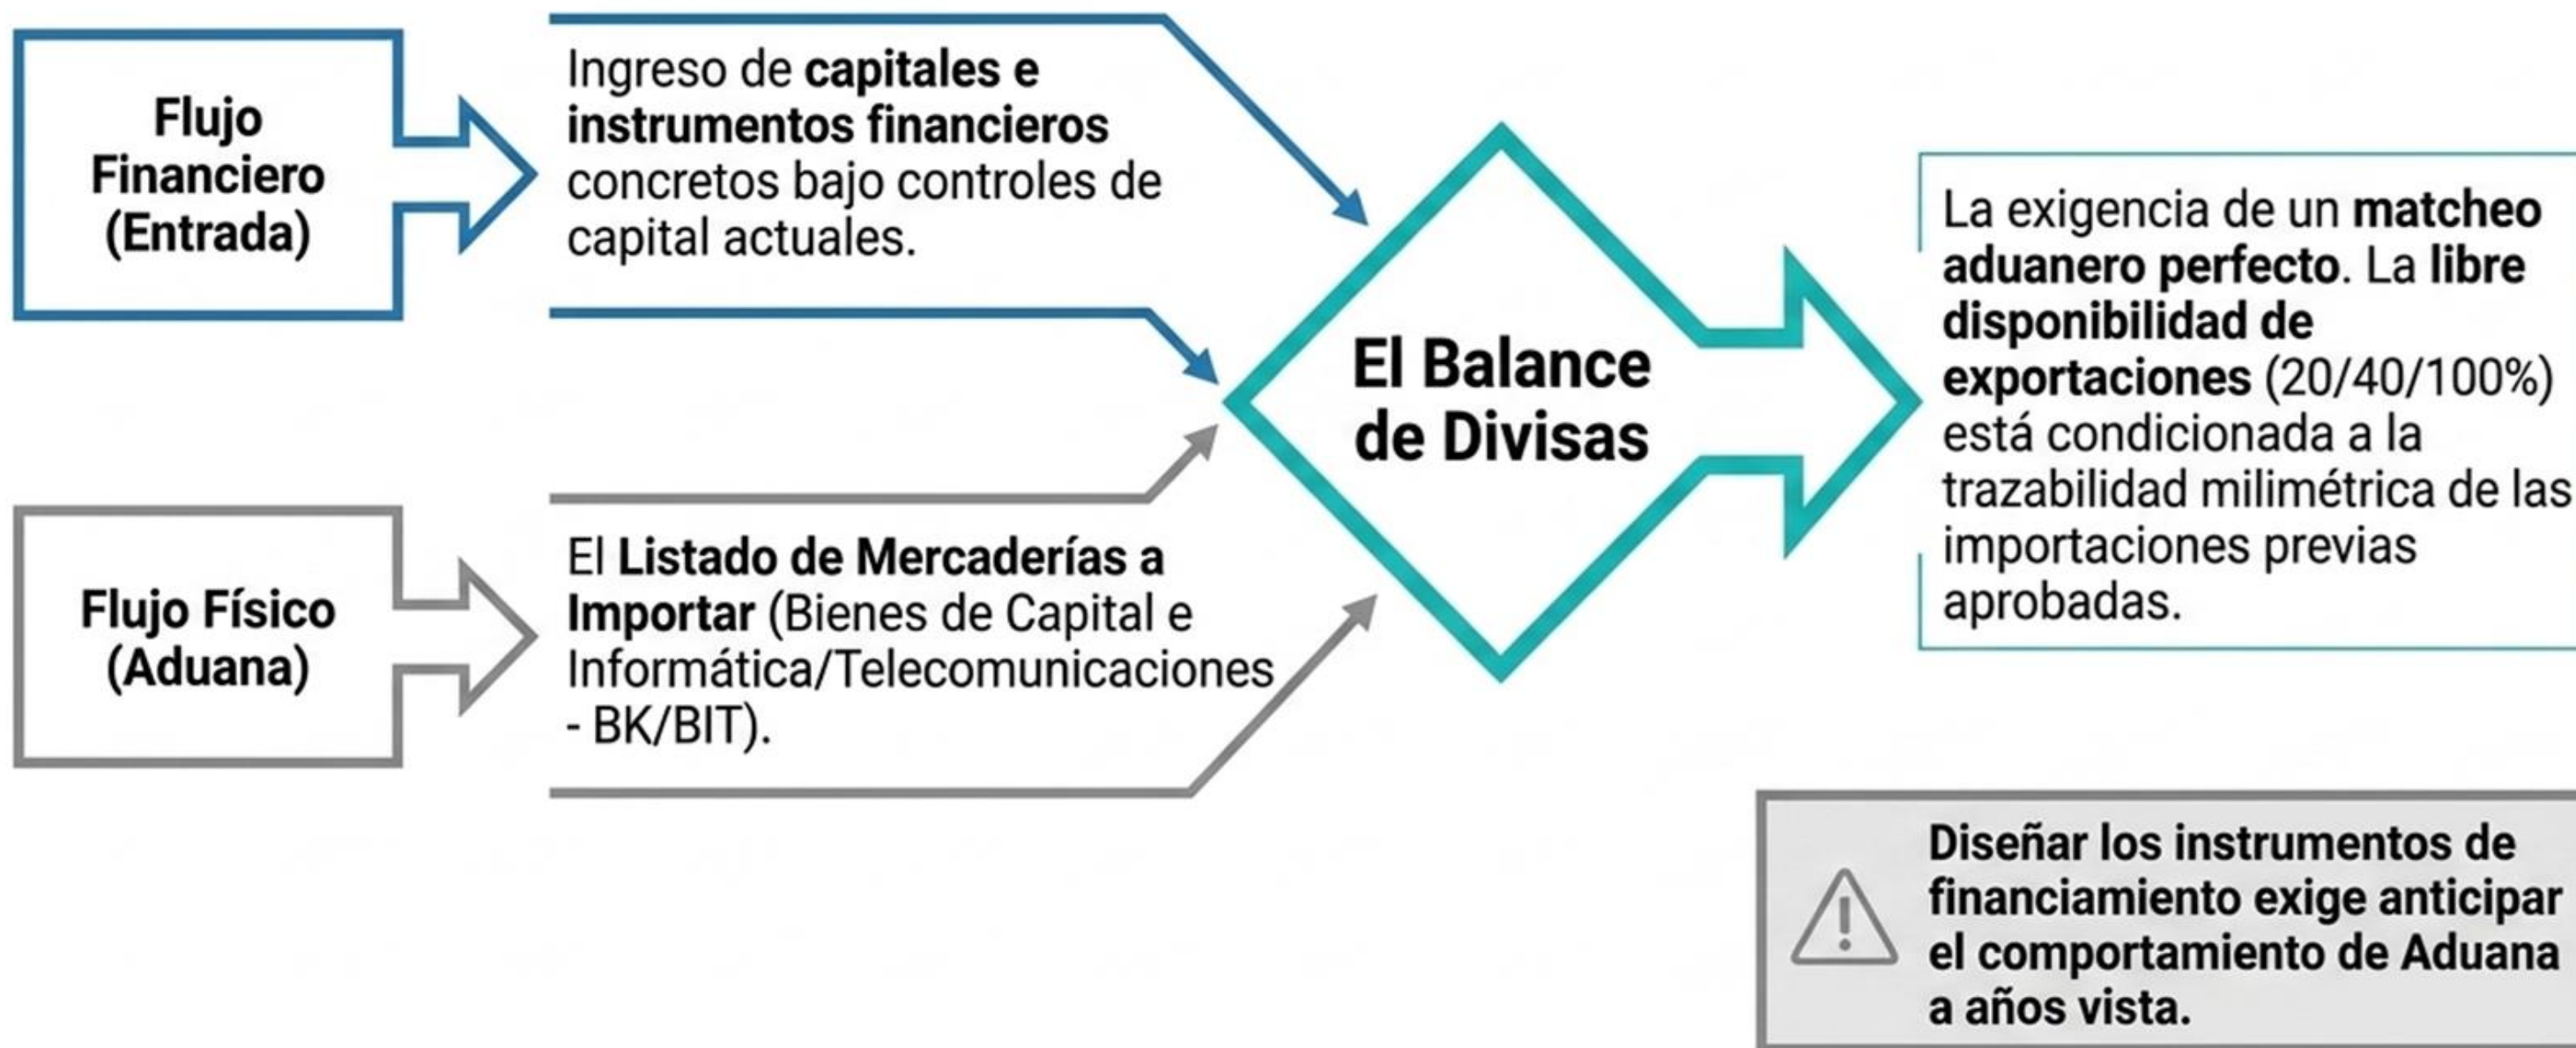 Flujo
Financiero
(Entrada)
Ingreso de capitales e
instrumentos financieros
concretos bajo controles de
capital actuales.
Flujo Físico
(Aduana)
El Listado de Mercaderías a
Importar (Bienes de Capital e
Informática/Telecomunicaciones
- BK/BIT).
El Balance
de Divisas
La exigencia de un matcheo
aduanero perfecto. La libre
disponibilidad de
exportaciones (20/40/100%)
está condicionada a la
trazabilidad milimétrica de las
importaciones previas
aprobadas.
Diseñar los instrumentos de
financiamiento exige anticipar
el comportamiento de Aduana
a años vista.